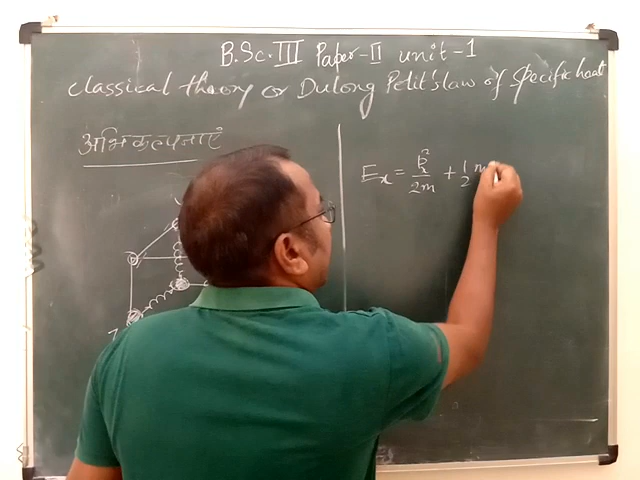 B.Sc. III Paper-II unit-1
classical theory or Dulong Petit's law of Specific heat
अभिकल्पनाएं
Eₓ = pₓ²/2m + 1/2 m